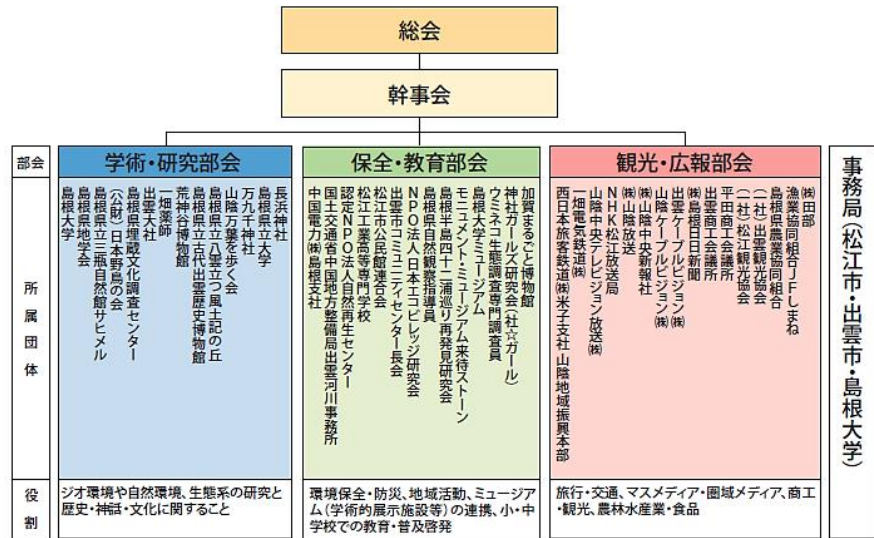 総会
幹事会
部会
学術・研究部会
保全・教育部会
観光・広報部会
所属団体
長浜神社
島根県立大学
万九千神社
山陰万葉を歩く会
島根県立八雲立つ風土記の丘
島根県立古代出雲歴史博物館
荒神谷博物館
一畑薬師
出雲大社
島根県埋蔵文化調査センター
(公財)日本野鳥の会
島根県立三瓶自然館サヒメル
島根県地学会
島根大学
加賀まるごと博物館
神社ガールズ研究会(社☆ガール)
ウミネコ生態調査専門調査員
島根大学ミュージアム
モニュメント・ミュージアム来待ストーン
島根半島四十二浦巡り再発見研究会
島根県自然観察指導員
NPO法人日本エコビレッジ研究会
出雲市コミュニティセンター長会
松江市公民館連合会
松江工業高等専門学校
認定NPO法人自然再生センター
国土交通省中国地方整備局出雲河川事務所
中国電力㈱島根支社
㈱田部
漁業協同組合JFしまね
島根県農業協同組合
(一社)出雲観光協会
(一社)松江観光協会
平田商工会議所
出雲商工会議所
㈱島根日日新聞
出雲ケーブルビジョン㈱
山陰ケーブルビジョン㈱
㈱山陰中央新報社
㈱山陰放送
NHK松江放送局
山陰中央テレビジョン放送㈱
一畑電気鉄道㈱
西日本旅客鉄道㈱米子支社 山陰地域振興本部
役割
ジオ環境や自然環境、生態系の研究と
歴史・神話・文化に関すること
環境保全・防災、地域活動、ミュージア
ム(学術的展示施設等)の連携、小・中
学校での教育・普及啓発
旅行・交通、マスメディア・圏域メディア、商工
・観光、農林水産業・食品
事務局(松江市・出雲市・島根大学)